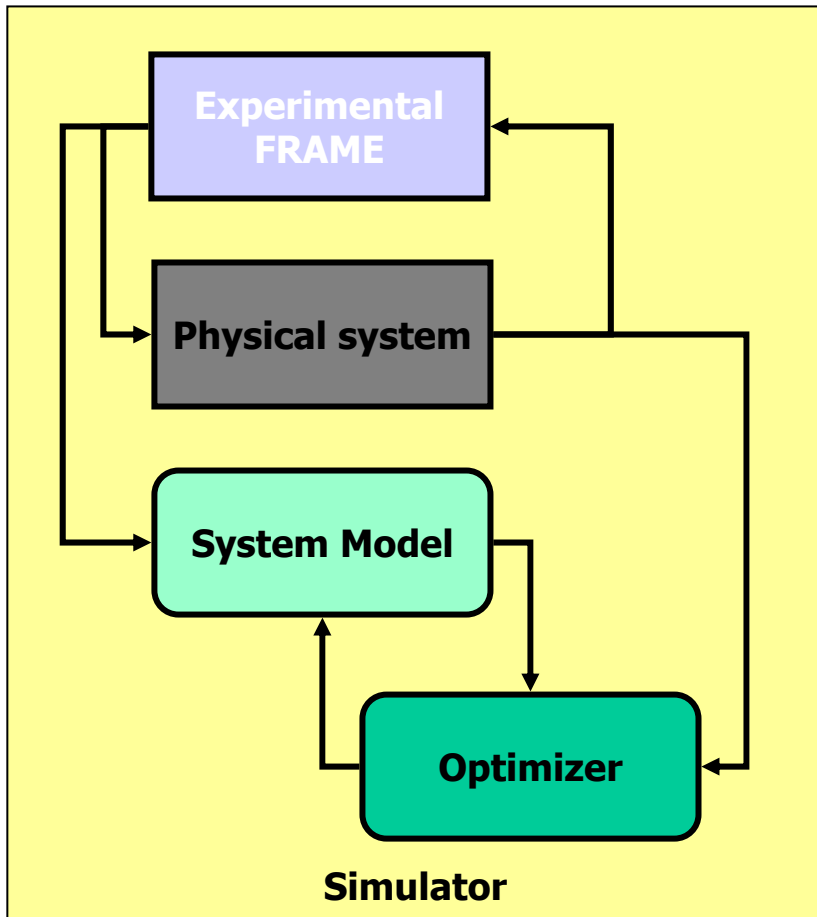 Experimental
FRAME
Physical system
System Model
Optimizer
Simulator